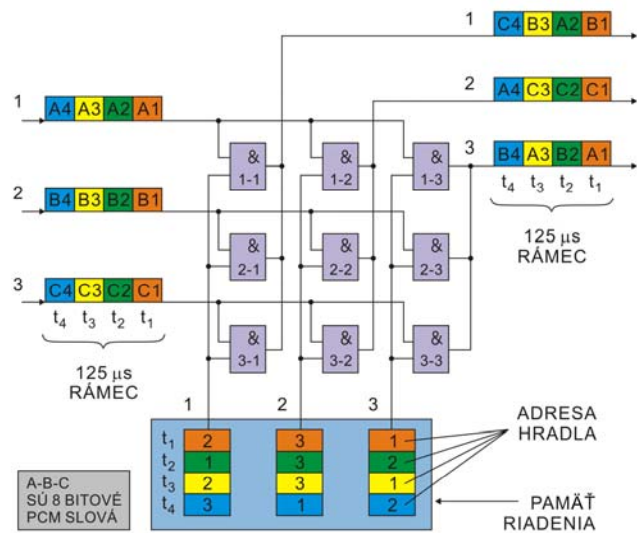 1
C4 B3 A2 B1
2
A4 C3 C2 C1
1
A4 A3 A2 A1
3
B4 A3 B2 A1
t4 t3 t2 t1
125 µs
RÁMEC
& & &
1-1 1-2 1-3
2
B4 B3 B2 B1
& & &
2-1 2-2 2-3
3
C4 C3 C2 C1
t4 t3 t2 t1
125 µs
RÁMEC
& & &
3-1 3-2 3-3
1 2 3
t1 2 3 1
t2 1 3 2
t3 2 3 1
t4 3 1 2
ADRESA
HRADLA
PAMÄŤ
RIADENIA
A-B-C
SÚ 8 BITOVÉ
PCM SLOVÁ